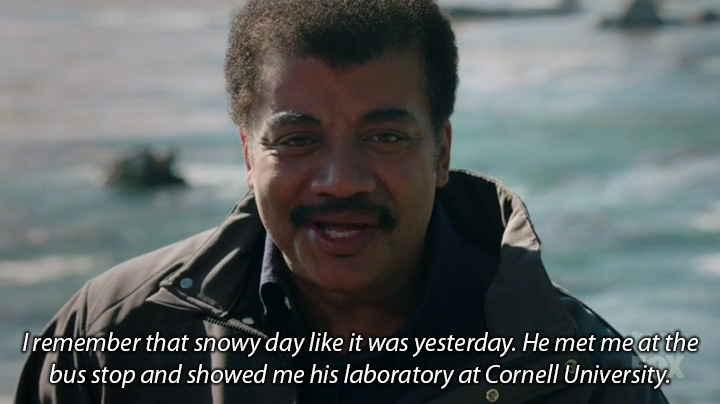 I remember that snowy day like it was yesterday. He met me at the
bus stop and showed me his laboratory at Cornell University.
FOX